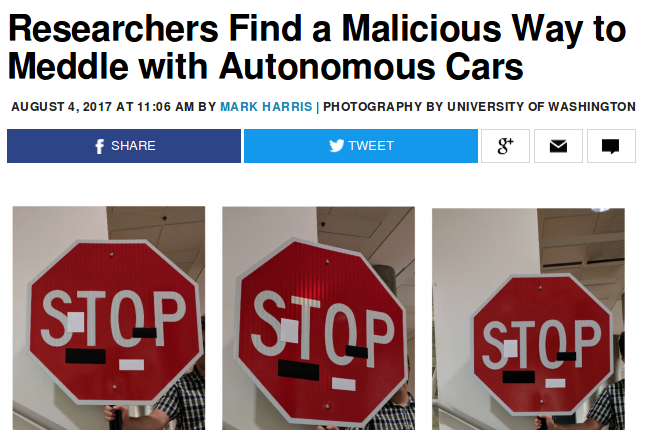 Researchers Find a Malicious Way to
Meddle with Autonomous Cars
AUGUST 4, 2017 AT 11:06 AM BY MARK HARRIS | PHOTOGRAPHY BY UNIVERSITY OF WASHINGTON
SHARE TWEET g+
STOP STOP STOP